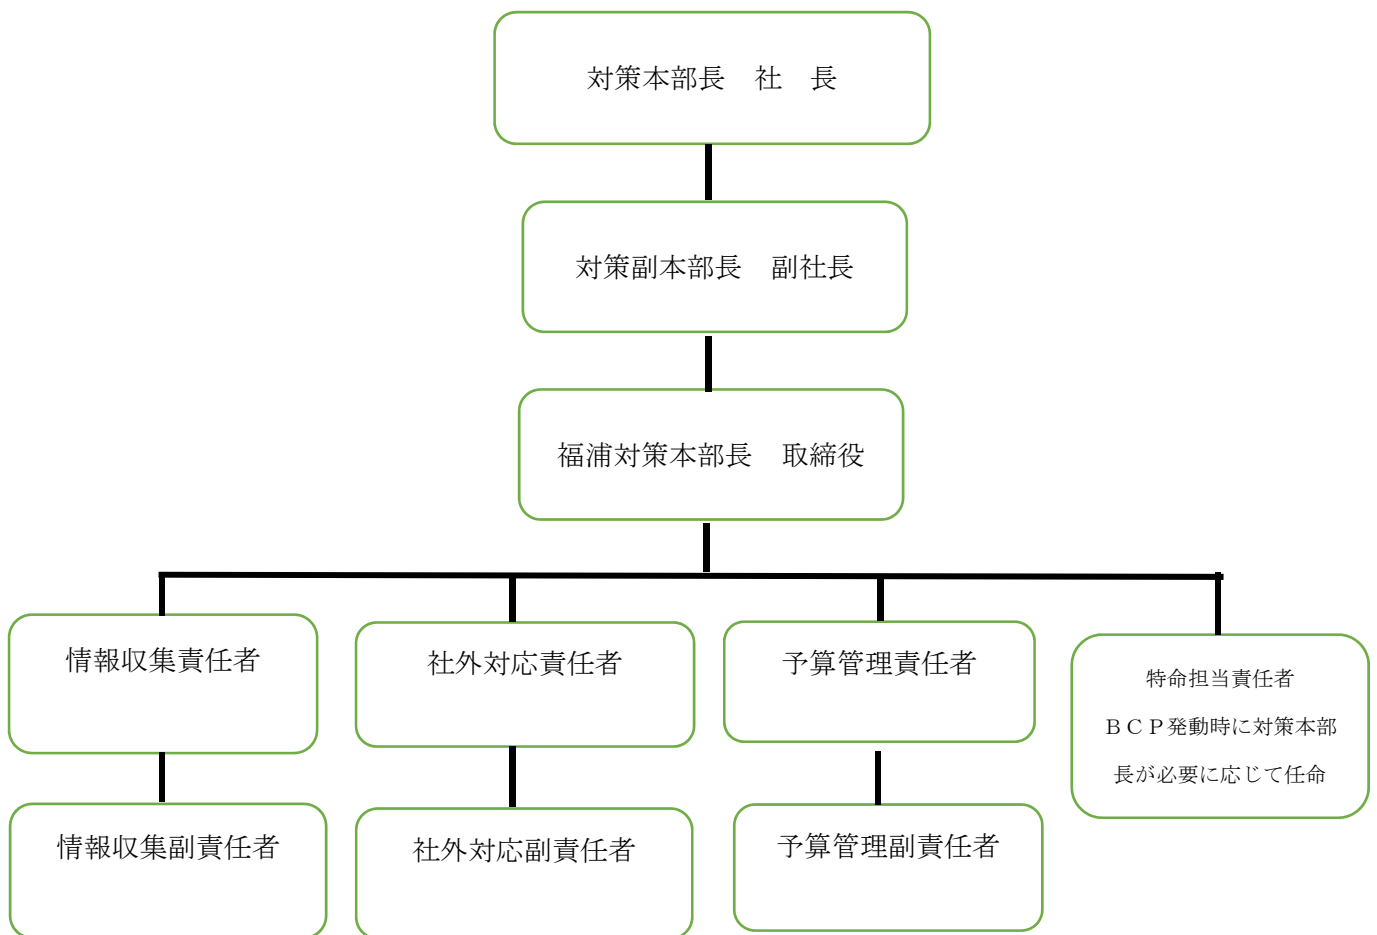 対策本部長　社　長
対策副本部長　副社長
福浦対策本部長　取締役
情報収集責任者
社外対応責任者
予算管理責任者
特命担当責任者
ＢＣＰ発動時に対策本部
長が必要に応じて任命
情報収集副責任者
社外対応副責任者
予算管理副責任者